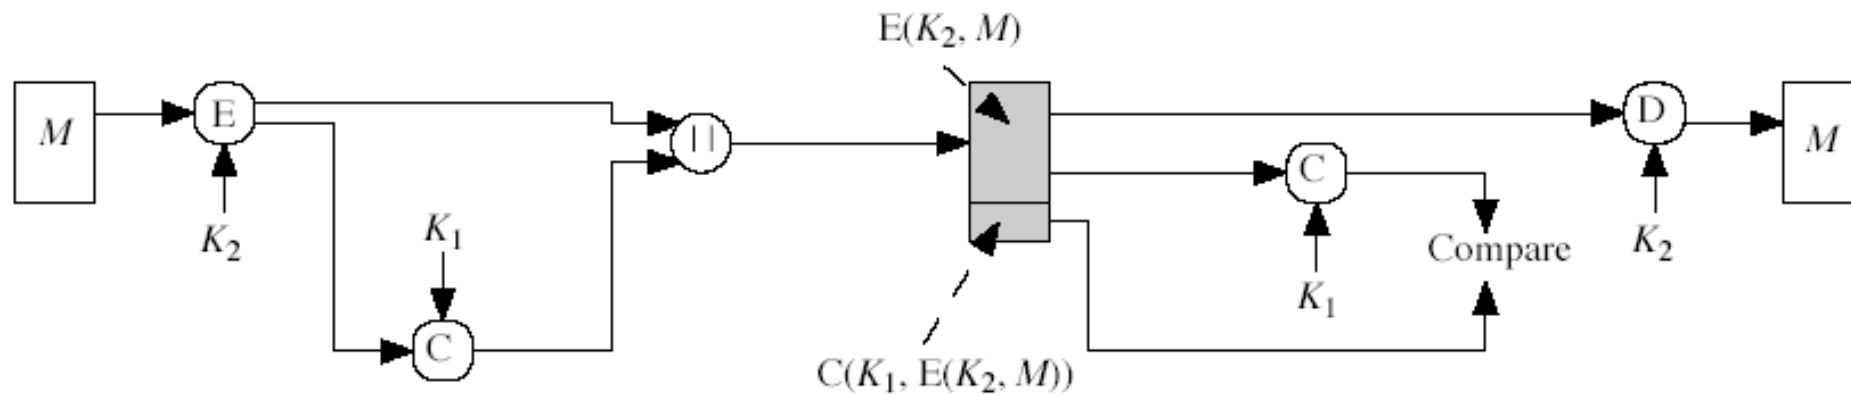 E(K₂, M)
M
E
||
D
M
C
K₂
K₁
Compare
K₂
K₁
C
C(K₁, E(K₂, M))